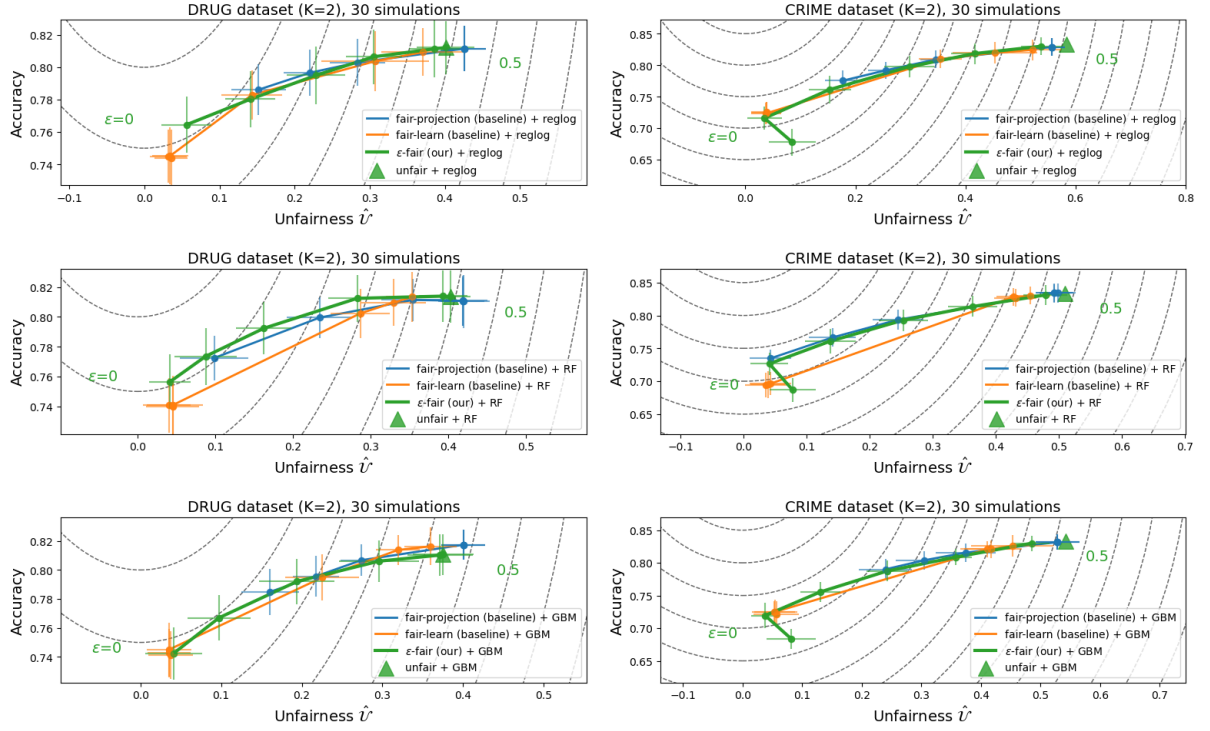 DRUG dataset (K=2), 30 simulations
0.82
0.80
0.78
0.76
0.74
Accuracy
ε=0
0.5
fair-projection (baseline) + reglog
fair-learn (baseline) + reglog
ε-fair (our) + reglog
unfair + reglog
−0.1 0.0 0.1 0.2 0.3 0.4 0.5
Unfairness 𝒰̂
CRIME dataset (K=2), 30 simulations
0.85
0.80
0.75
0.70
0.65
Accuracy
ε=0
0.5
fair-projection (baseline) + reglog
fair-learn (baseline) + reglog
ε-fair (our) + reglog
unfair + reglog
0.0 0.2 0.4 0.6 0.8
Unfairness 𝒰̂
DRUG dataset (K=2), 30 simulations
0.82
0.80
0.78
0.76
0.74
Accuracy
ε=0
0.5
fair-projection (baseline) + RF
fair-learn (baseline) + RF
ε-fair (our) + RF
unfair + RF
0.0 0.1 0.2 0.3 0.4 0.5
Unfairness 𝒰̂
CRIME dataset (K=2), 30 simulations
0.85
0.80
0.75
0.70
0.65
Accuracy
ε=0
0.5
fair-projection (baseline) + RF
fair-learn (baseline) + RF
ε-fair (our) + RF
unfair + RF
−0.1 0.0 0.1 0.2 0.3 0.4 0.5 0.6 0.7
Unfairness 𝒰̂
DRUG dataset (K=2), 30 simulations
0.82
0.80
0.78
0.76
0.74
Accuracy
ε=0
0.5
fair-projection (baseline) + GBM
fair-learn (baseline) + GBM
ε-fair (our) + GBM
unfair + GBM
0.0 0.1 0.2 0.3 0.4 0.5
Unfairness 𝒰̂
CRIME dataset (K=2), 30 simulations
0.85
0.80
0.75
0.70
0.65
Accuracy
ε=0
0.5
fair-projection (baseline) + GBM
fair-learn (baseline) + GBM
ε-fair (our) + GBM
unfair + GBM
−0.1 0.0 0.1 0.2 0.3 0.4 0.5 0.6 0.7
Unfairness 𝒰̂